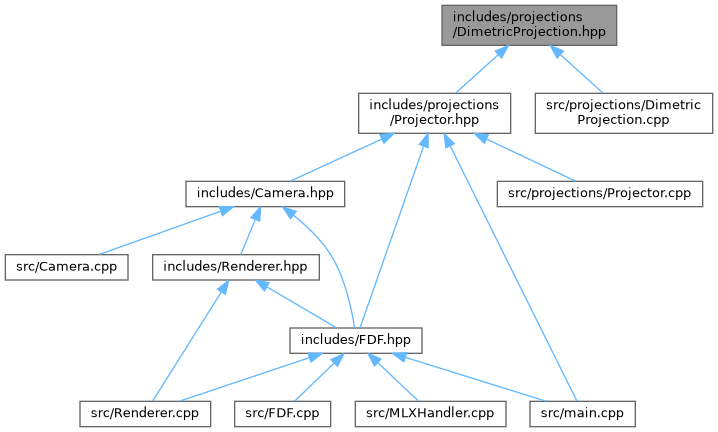 includes/projections
/DimetricProjection.hpp
includes/projections
/Projector.hpp
src/projections/Dimetric
Projection.cpp
includes/Camera.hpp
src/projections/Projector.cpp
src/Camera.cpp
includes/Renderer.hpp
includes/FDF.hpp
src/Renderer.cpp
src/FDF.cpp
src/MLXHandler.cpp
src/main.cpp